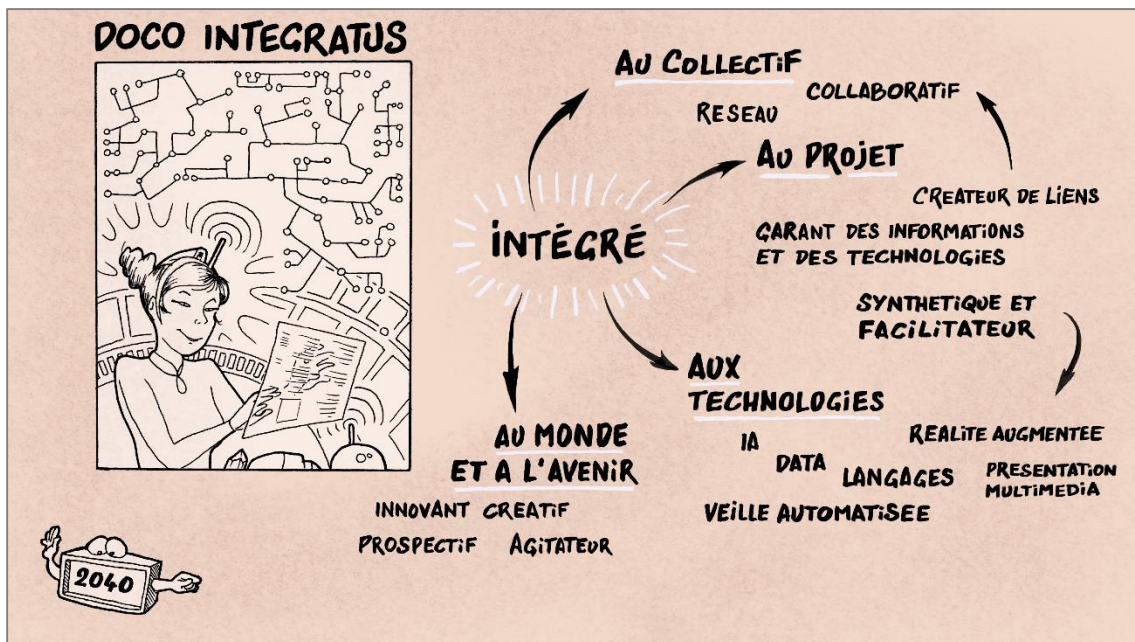 DOCO INTEGRATUS
AU COLLECTIF
COLLABORATIF
RESEAU
AU PROJET
CREATEUR DE LIENS
INTÉGRÉ
GARANT DES INFORMATIONS
ET DES TECHNOLOGIES
SYNTHETIQUE ET
FACILITATEUR
AUX
TECHNOLOGIES
IA
DATA
LANGAGES
VEILLE AUTOMATISEE
REALITE AUGMENTEE
PRESENTATION
MULTIMEDIA
AU MONDE
ET A L'AVENIR
INNOVANT CREATIF
PROSPECTIF AGITATEUR
2040